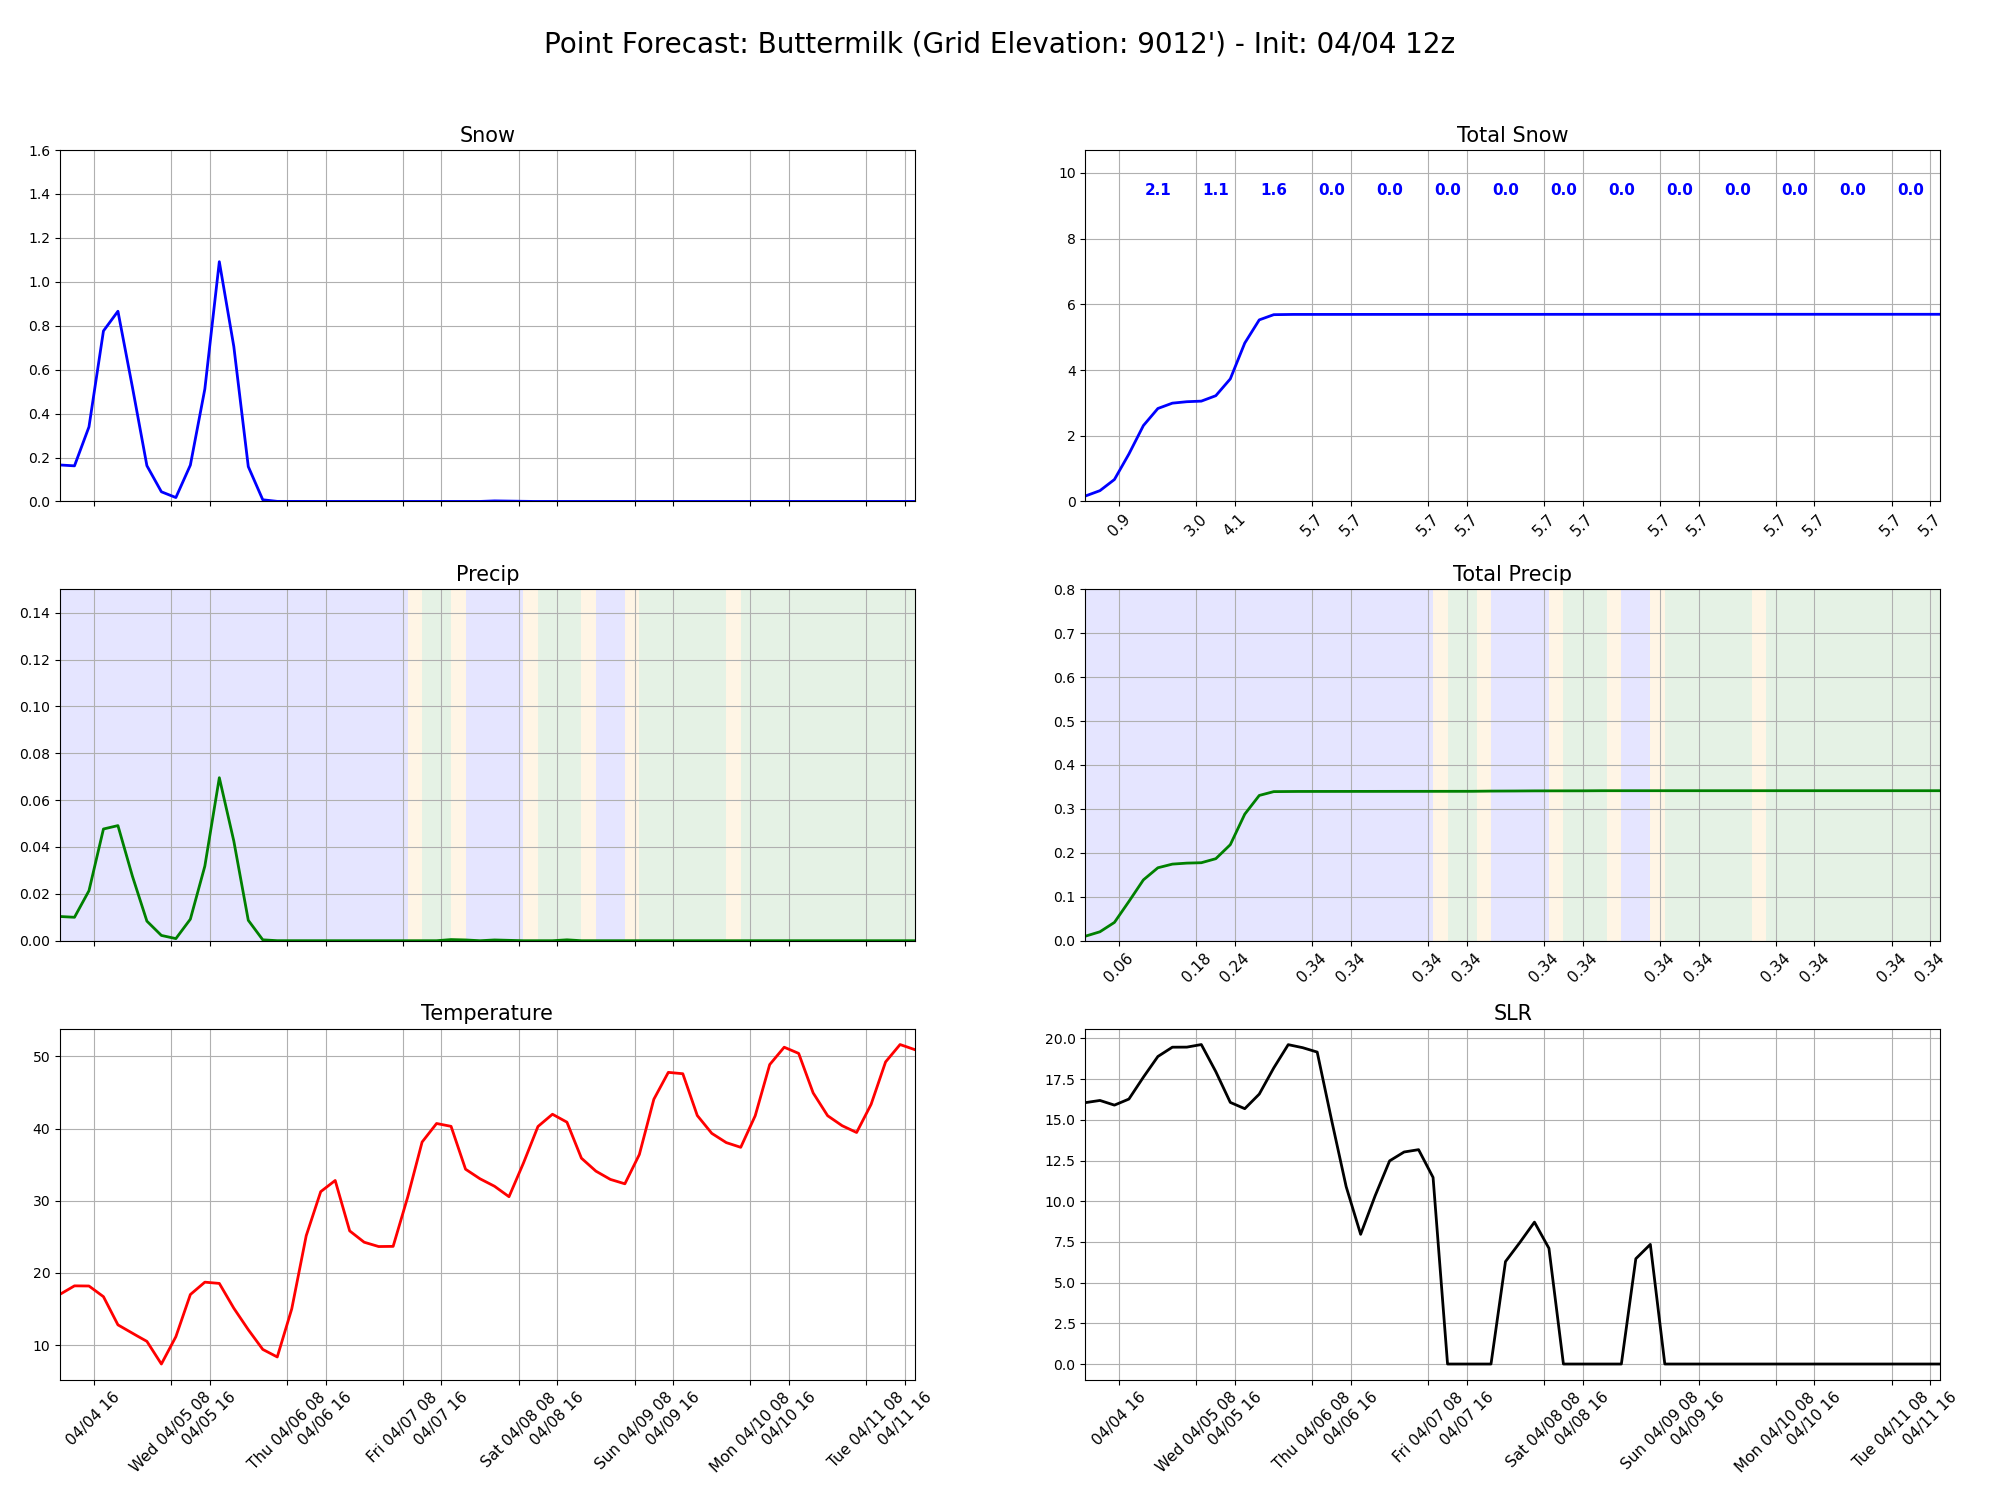 Point Forecast: Buttermilk (Grid Elevation: 9012') - Init: 04/04 12z
Snow
1.6
1.4
1.2
1.0
0.8
0.6
0.4
0.2
0.0
Total Snow
10
8
6
4
2
0
2.1 1.1 1.6 0.0 0.0 0.0 0.0 0.0 0.0 0.0 0.0 0.0 0.0 0.0
0.9 3.0 4.1 5.7 5.7 5.7 5.7 5.7 5.7 5.7 5.7 5.7 5.7 5.7 5.7
Precip
0.14
0.12
0.10
0.08
0.06
0.04
0.02
0.00
Total Precip
0.8
0.7
0.6
0.5
0.4
0.3
0.2
0.1
0.0
0.06 0.18 0.24 0.34 0.34 0.34 0.34 0.34 0.34 0.34 0.34 0.34 0.34 0.34 0.34
Temperature
50
40
30
20
10
04/04 16
Wed 04/05 08
04/05 16
Thu 04/06 08
04/06 16
Fri 04/07 08
04/07 16
Sat 04/08 08
04/08 16
Sun 04/09 08
04/09 16
Mon 04/10 08
04/10 16
Tue 04/11 08
04/11 16
SLR
20.0
17.5
15.0
12.5
10.0
7.5
5.0
2.5
0.0
04/04 16
Wed 04/05 08
04/05 16
Thu 04/06 08
04/06 16
Fri 04/07 08
04/07 16
Sat 04/08 08
04/08 16
Sun 04/09 08
04/09 16
Mon 04/10 08
04/10 16
Tue 04/11 08
04/11 16